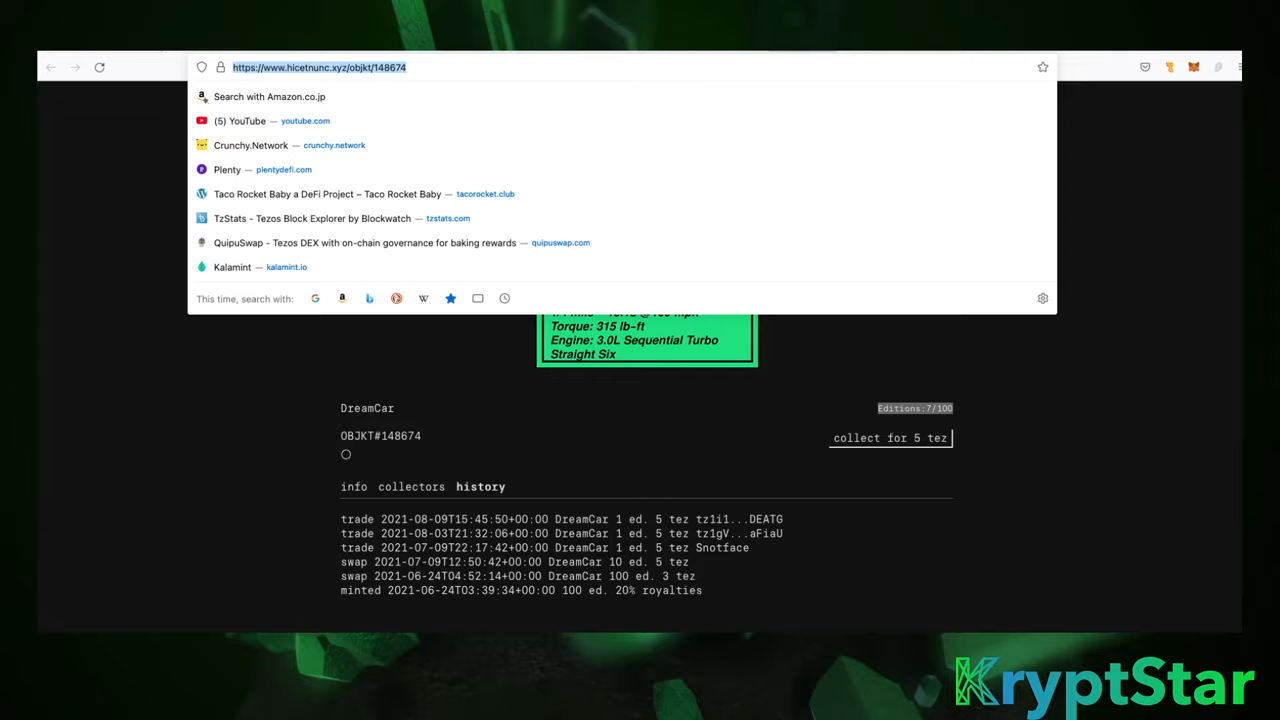 https://www.hicetnunc.xyz/objkt/148674
Search with Amazon.co.jp
(5) YouTube — youtube.com
Crunchy.Network — crunchy.network
Plenty — plentydefi.com
Taco Rocket Baby a DeFi Project – Taco Rocket Baby — tacorocket.club
TzStats - Tezos Block Explorer by Blockwatch — tzstats.com
QuipuSwap - Tezos DEX with on-chain governance for baking rewards — quipuswap.com
Kalamint — kalamint.io
This time, search with:
Torque: 315 lb-ft
Engine: 3.0L Sequential Turbo
Straight Six
DreamCar
Editions:7/100
OBJKT#148674
collect for 5 tez
info collectors history
trade 2021-08-09T15:45:50+00:00 DreamCar 1 ed. 5 tez tz1i1...DEATG
trade 2021-08-03T21:32:06+00:00 DreamCar 1 ed. 5 tez tz1gV...aFiaU
trade 2021-07-09T22:17:42+00:00 DreamCar 1 ed. 5 tez Snotface
swap 2021-07-09T12:50:42+00:00 DreamCar 10 ed. 5 tez
swap 2021-06-24T04:52:14+00:00 DreamCar 100 ed. 3 tez
minted 2021-06-24T03:39:34+00:00 100 ed. 20% royalties
KryptStar